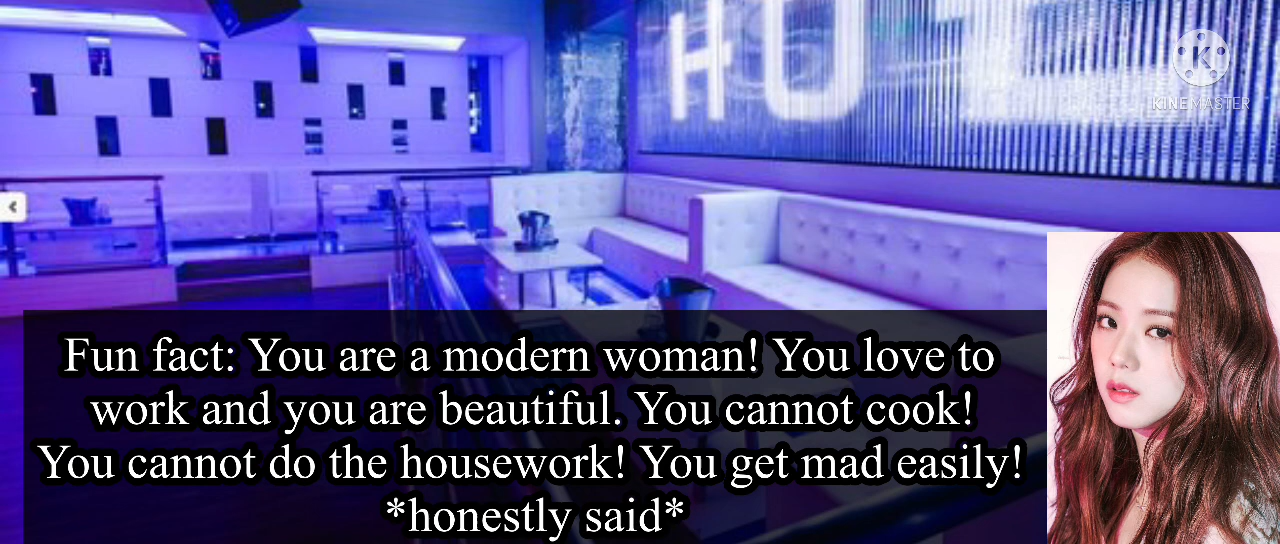 HO
K
KINEMASTER
Fun fact: You are a modern woman! You love to
work and you are beautiful. You cannot cook!
You cannot do the housework! You get mad easily!
*honestly said*